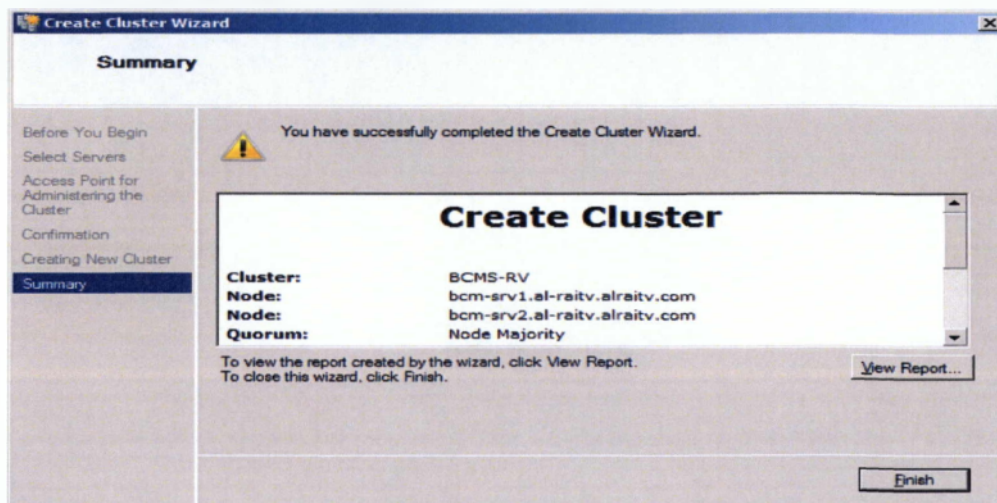 Create Cluster Wizard
Summary
Before You Begin
Select Servers
Access Point for
Administering the
Cluster
Confirmation
Creating New Cluster
Summary
You have successfully completed the Create Cluster Wizard.
Create Cluster
Cluster: BCMS-RV
Node: bcm-srv1.al-raitv.alraitv.com
Node: bcm-srv2.al-raitv.alraitv.com
Quorum: Node Majority
To view the report created by the wizard, click View Report.
To close this wizard, click Finish.
View Report...
Finish